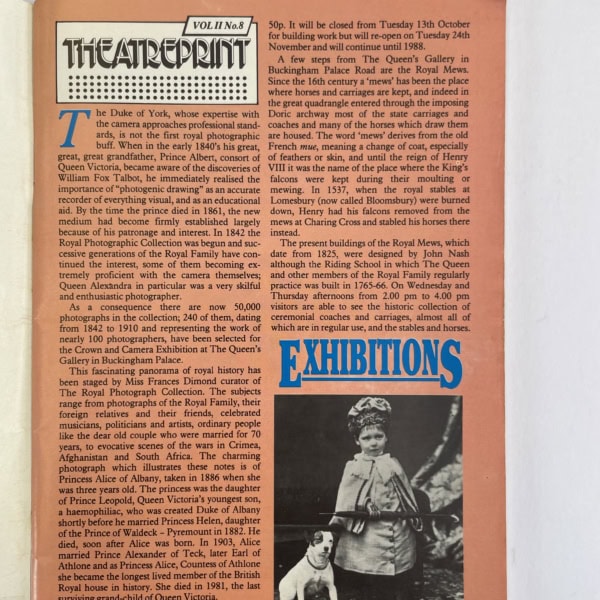 VOL II No.8
THEATREPRINT
The Duke of York, whose expertise with
the camera approaches professional stand-
ards, is not the first royal photographic
buff. When in the early 1840's his great,
great, great grandfather, Prince Albert, consort of
Queen Victoria, became aware of the discoveries of
William Fox Talbot, he immediately realised the
importance of "photogenic drawing" as an accurate
recorder of everything visual, and as an educational
aid. By the time the prince died in 1861, the new
medium had become firmly established largely
because of his patronage and interest. In 1842 the
Royal Photographic Collection was begun and suc-
cessive generations of the Royal Family have con-
tinued the interest, some of them becoming ex-
tremely proficient with the camera themselves;
Queen Alexandra in particular was a very skilful
and enthusiastic photographer.
As a consequence there are now 50,000
photographs in the collection; 240 of them, dating
from 1842 to 1910 and representing the work of
nearly 100 photographers, have been selected for
the Crown and Camera Exhibition at The Queen's
Gallery in Buckingham Palace.
This fascinating panorama of royal history has
been staged by Miss Frances Dimond curator of
The Royal Photograph Collection. The subjects
range from photographs of the Royal Family, their
foreign relatives and their friends, celebrated
musicians, politicians and artists, ordinary people
like the dear old couple who were married for 70
years, to evocative scenes of the wars in Crimea,
Afghanistan and South Africa. The charming
photograph which illustrates these notes is of
Princess Alice of Albany, taken in 1886 when she
was three years old. The princess was the daughter
of Prince Leopold, Queen Victoria's youngest son,
a haemophiliac, who was created Duke of Albany
shortly before he married Princess Helen, daughter
of the Prince of Waldeck – Pyremount in 1882. He
died, soon after Alice was born. In 1903, Alice
married Prince Alexander of Teck, later Earl of
Athlone and as Princess Alice, Countess of Athlone
she became the longest lived member of the British
Royal house in history. She died in 1981, the last
surviving grand-child of Queen Victoria.
50p. It will be closed from Tuesday 13th October
for building work but will re-open on Tuesday 24th
November and will continue until 1988.
A few steps from The Queen's Gallery in
Buckingham Palace Road are the Royal Mews.
Since the 16th century a 'mews' has been the place
where horses and carriages are kept, and indeed in
the great quadrangle entered through the imposing
Doric archway most of the state carriages and
coaches and many of the horses which draw them
are housed. The word 'mews' derives from the old
French mue, meaning a change of coat, especially
of feathers or skin, and until the reign of Henry
VIII it was the name of the place where the King's
falcons were kept during their moulting or
mewing. In 1537, when the royal stables at
Lomesbury (now called Bloomsbury) were burned
down, Henry had his falcons removed from the
mews at Charing Cross and stabled his horses there
instead.
The present buildings of the Royal Mews, which
date from 1825, were designed by John Nash
although the Riding School in which The Queen
and other members of the Royal Family regularly
practice was built in 1765-66. On Wednesday and
Thursday afternoons from 2.00 pm to 4.00 pm
visitors are able to see the historic collection of
ceremonial coaches and carriages, almost all of
which are in regular use, and the stables and horses.
EXHIBITIONS